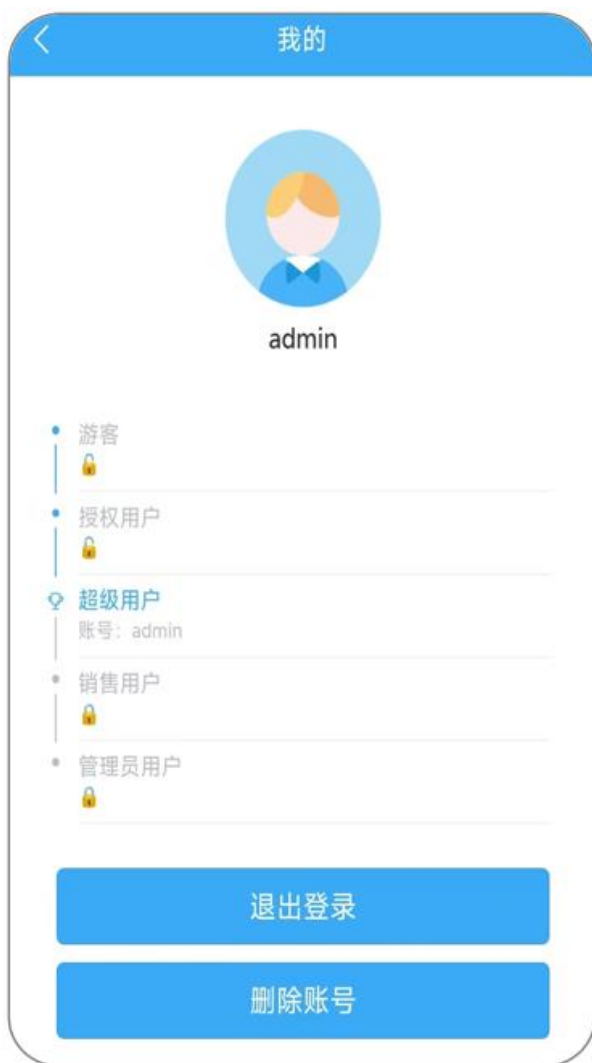 我的
admin
游客
授权用户
超级用户
账号：admin
销售用户
管理员用户
退出登录
删除账号